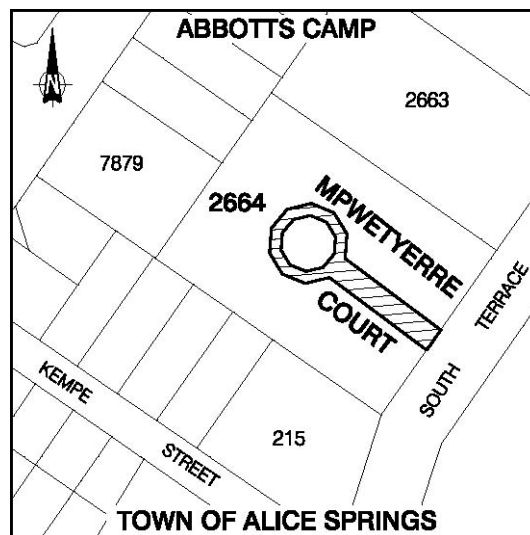 ABBOTTS CAMP
N
2663
7879
2664
MPWETYERRE
COURT
SOUTH TERRACE
KEMPE STREET
215
TOWN OF ALICE SPRINGS